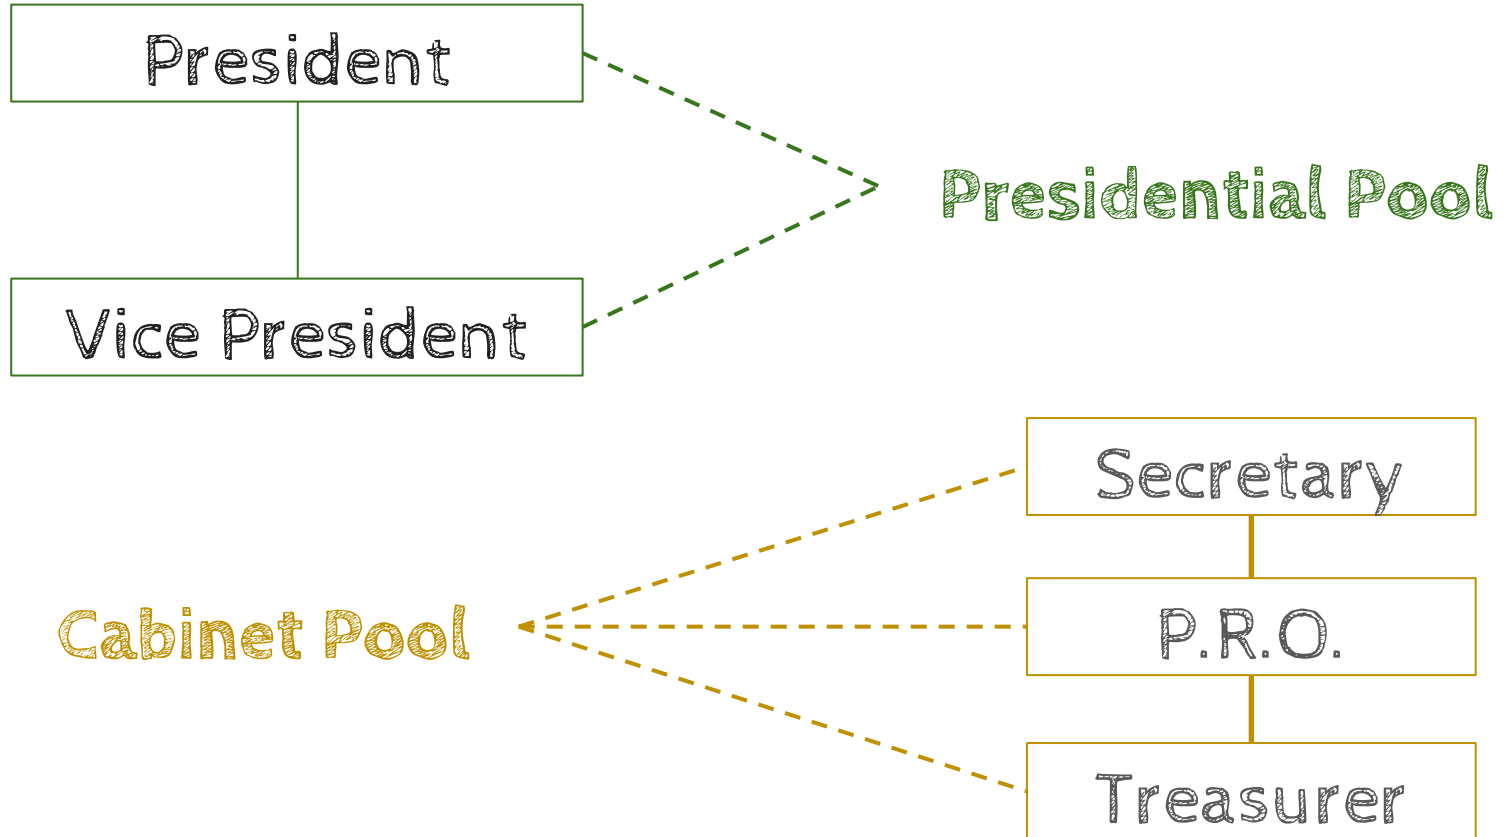 President
Presidential Pool
Vice President
Secretary
Cabinet Pool
P.R.O.
Treasurer